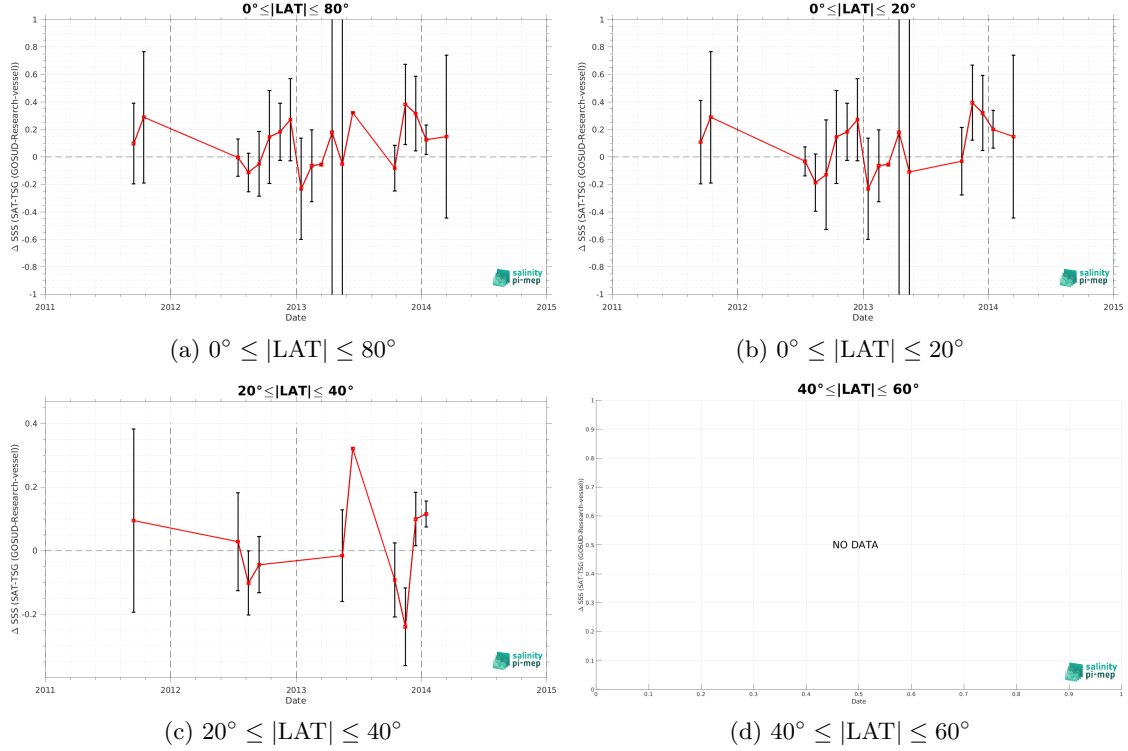 0°≤|LAT|≤ 80°
1
0.8
0.6
0.4
0.2
0
-0.2
-0.4
-0.6
-0.8
-1
Δ SSS (SAT-TSG (GOSUD-Research-vessel))
2011
2012
2013
2014
2015
Date
salinity
pi-mep
(a) 0° ≤ |LAT| ≤ 80°
0°≤|LAT|≤ 20°
1
0.8
0.6
0.4
0.2
0
-0.2
-0.4
-0.6
-0.8
-1
Δ SSS (SAT-TSG (GOSUD-Research-vessel))
2011
2012
2013
2014
2015
Date
salinity
pi-mep
(b) 0° ≤ |LAT| ≤ 20°
20°≤|LAT|≤ 40°
0.4
0.2
0
-0.2
Δ SSS (SAT-TSG (GOSUD-Research-vessel))
2011
2012
2013
2014
2015
Date
salinity
pi-mep
(c) 20° ≤ |LAT| ≤ 40°
40°≤|LAT|≤ 60°
1
0.9
0.8
0.7
0.6
0.5
0.4
0.3
0.2
0.1
0
Δ SSS (SAT-TSG (GOSUD-Research-vessel))
NO DATA
0
0.1
0.2
0.3
0.4
0.5
0.6
0.7
0.8
0.9
1
Date
salinity
pi-mep
(d) 40° ≤ |LAT| ≤ 60°